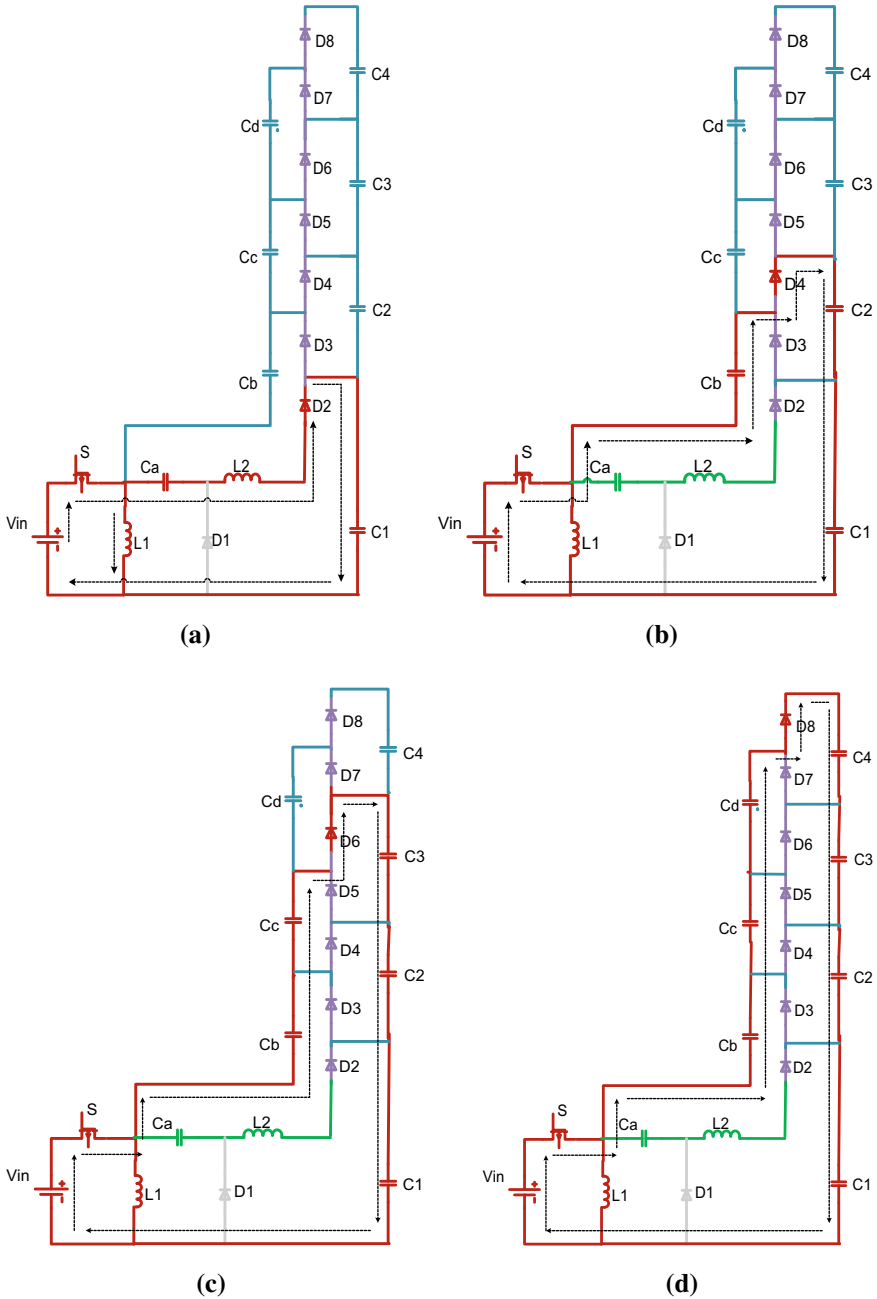 D8
C4
D7
Cd
D6
C3
D5
Cc
D4
C2
D3
Cb
D2
S
Ca
L2
Vin
+
L1
D1
C1
(a)
D8
C4
D7
Cd
D6
C3
D5
Cc
D4
C2
D3
Cb
D2
S
Ca
L2
Vin
+
L1
D1
C1
(b)
D8
C4
D7
Cd
D6
C3
D5
Cc
D4
C2
D3
Cb
D2
S
Ca
L2
Vin
+
L1
D1
C1
(c)
D8
C4
D7
Cd
D6
C3
D5
Cc
D4
C2
D3
Cb
D2
S
Ca
L2
Vin
+
L1
D1
C1
(d)